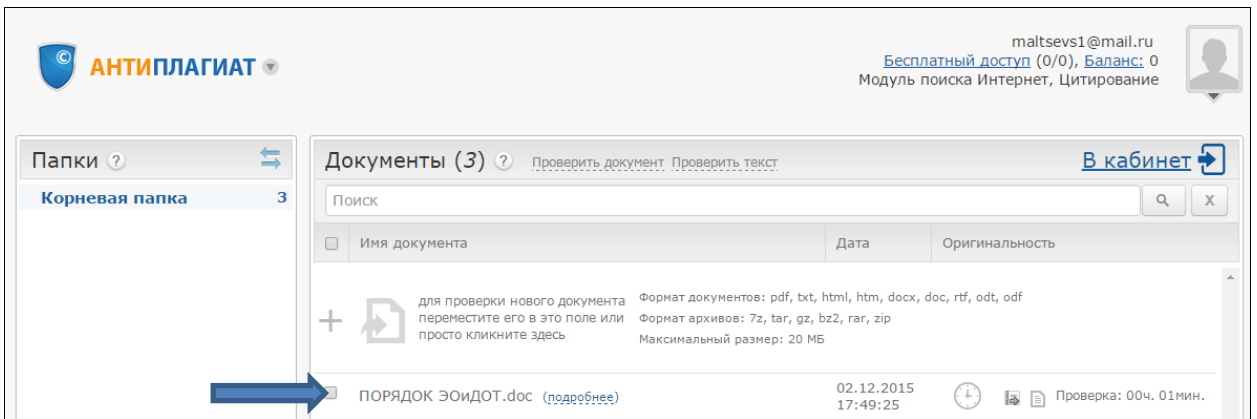 maltsevs1@mail.ru
© АНТИПЛАГИАТ
Бесплатный доступ (0/0), Баланс: 0
Модуль поиска Интернет, Цитирование
Папки ?
Документы (3) ? Проверить документ Проверить текст В кабинет
Корневая папка 3
Поиск X
Имя документа Дата Оригинальность
для проверки нового документа
переместите его в это поле или
просто кликните здесь
Формат документов: pdf, txt, html, htm, docx, doc, rtf, odt, odf
Формат архивов: 7z, tar, gz, bz2, rar, zip
Максимальный размер: 20 МБ
ПОРЯДОК ЭОиДОТ.doc (подробнее)
02.12.2015
17:49:25
Проверка: 00ч. 01мин.